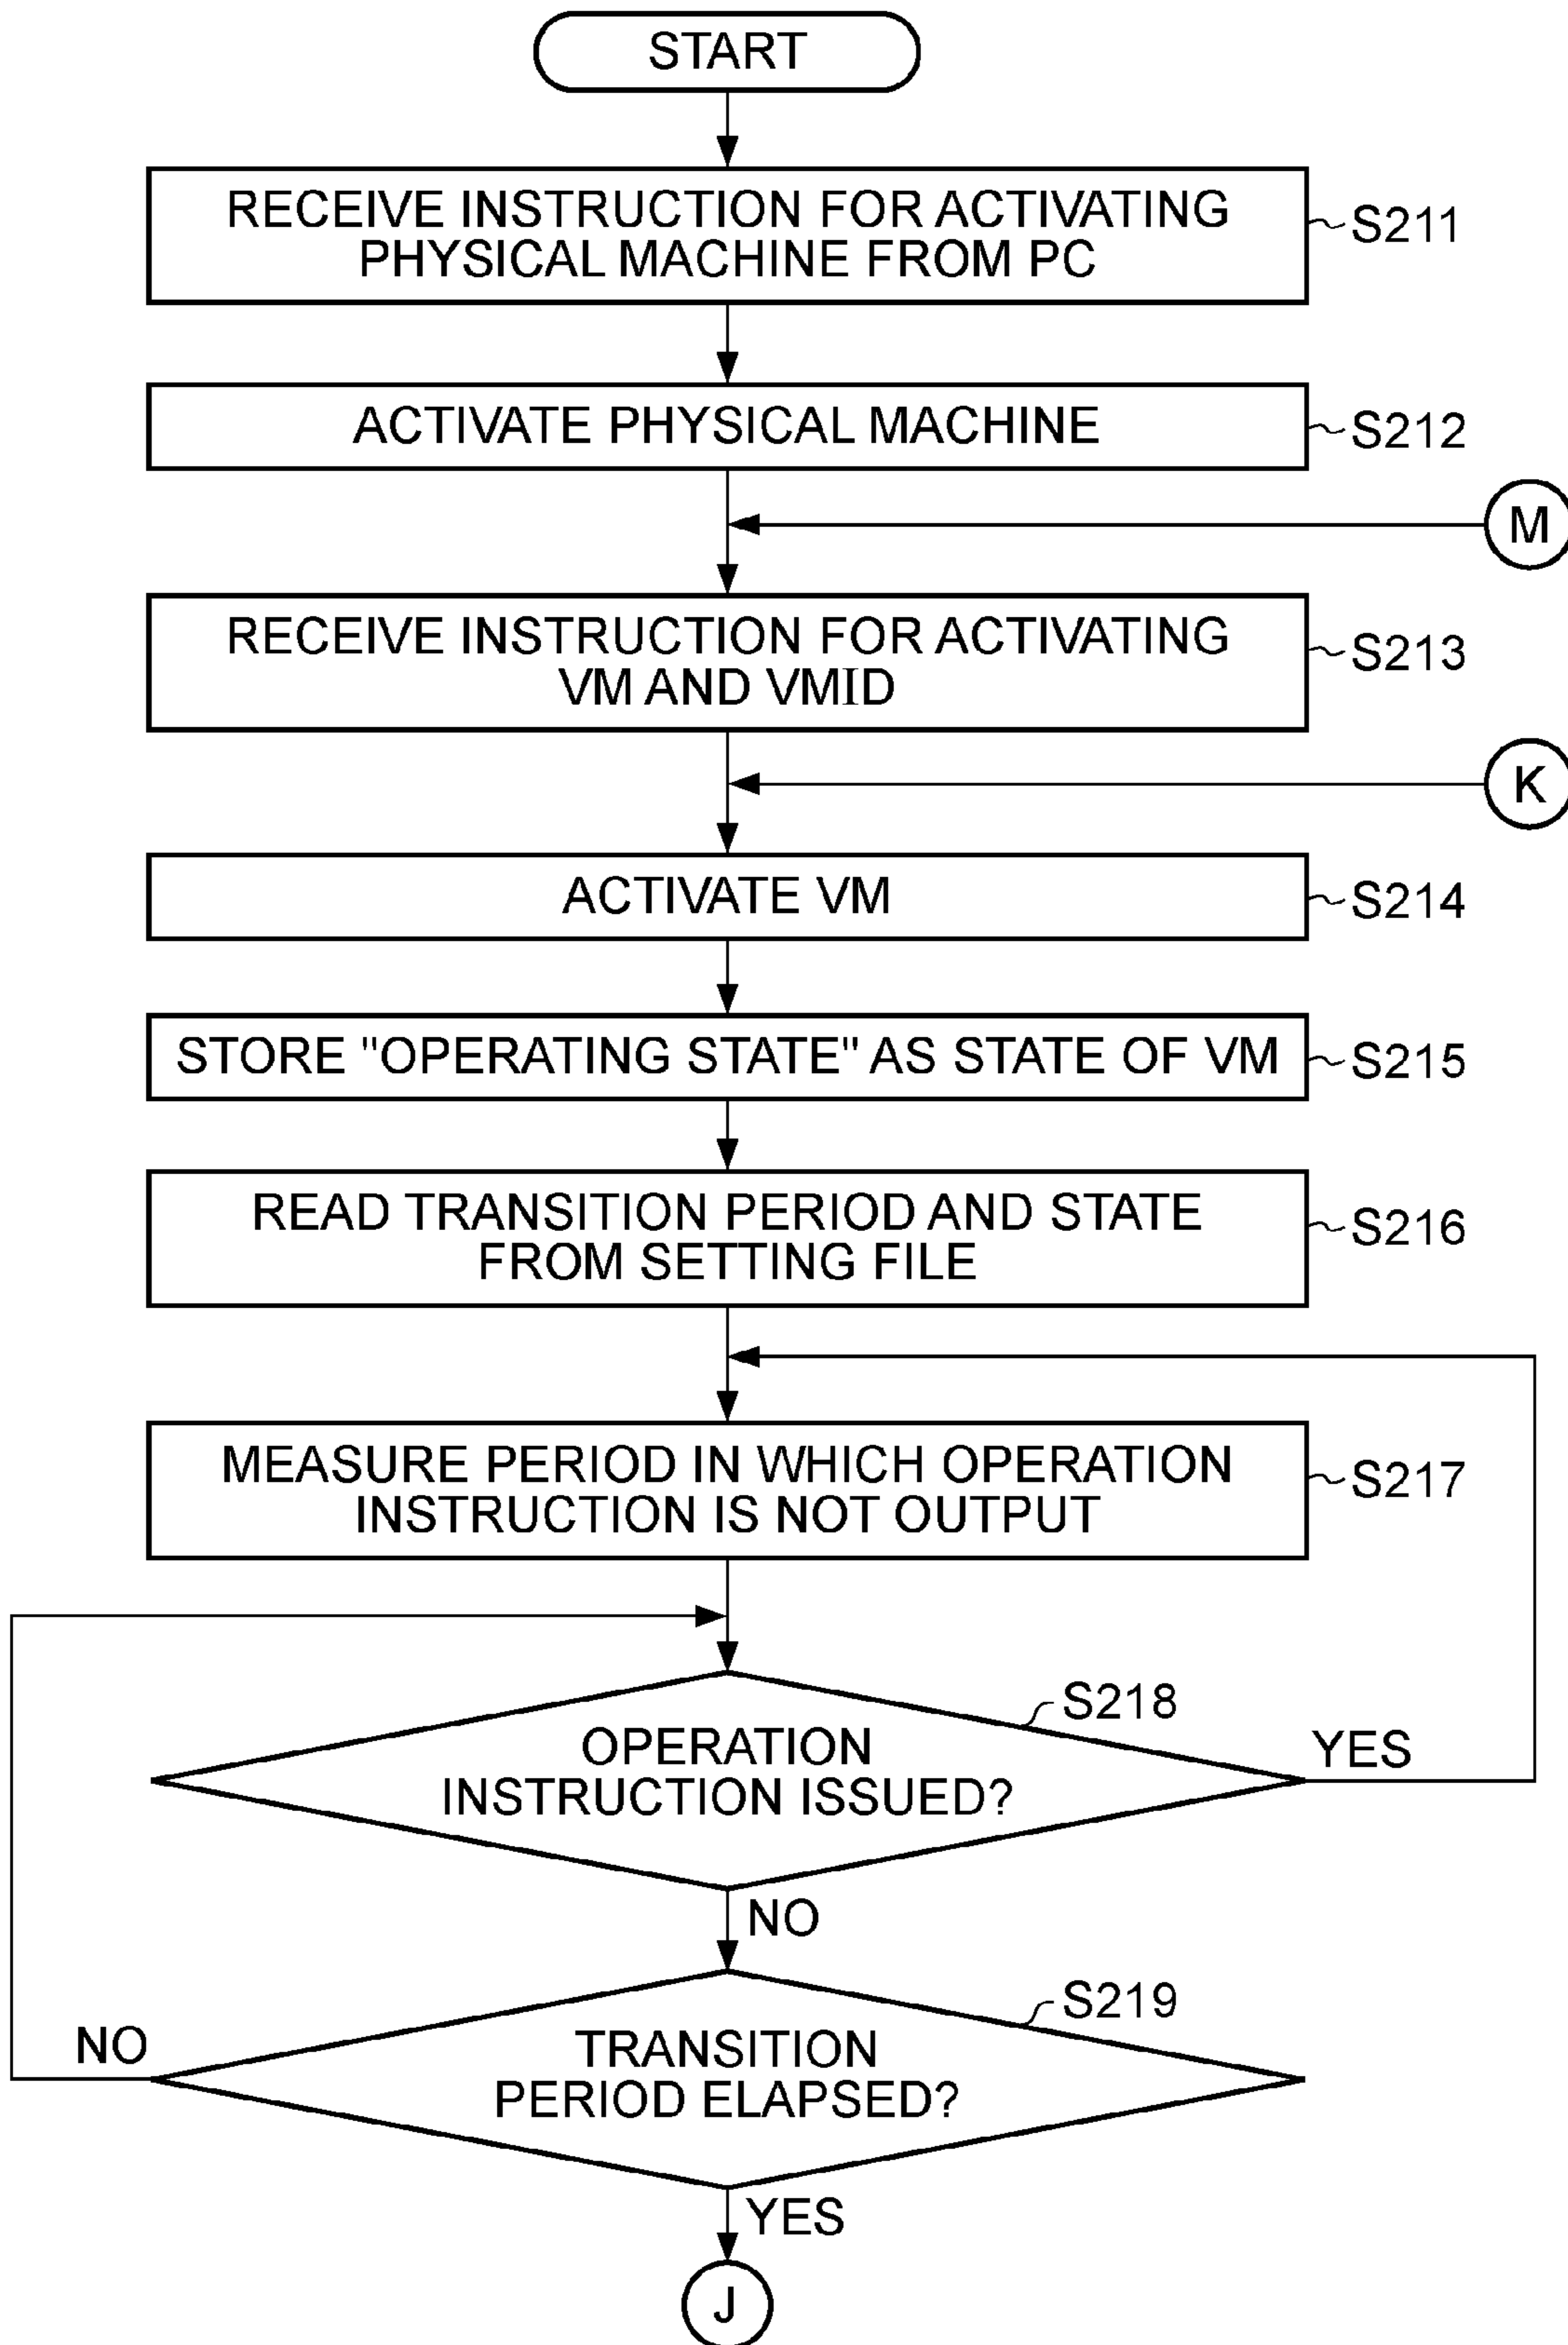 START
RECEIVE INSTRUCTION FOR ACTIVATING
PHYSICAL MACHINE FROM PC
S211
ACTIVATE PHYSICAL MACHINE
S212
M
RECEIVE INSTRUCTION FOR ACTIVATING
VM AND VMID
S213
K
ACTIVATE VM
S214
STORE "OPERATING STATE" AS STATE OF VM
S215
READ TRANSITION PERIOD AND STATE
FROM SETTING FILE
S216
MEASURE PERIOD IN WHICH OPERATION
INSTRUCTION IS NOT OUTPUT
S217
S218
OPERATION
INSTRUCTION ISSUED?
YES
NO
S219
NO
TRANSITION
PERIOD ELAPSED?
YES
J